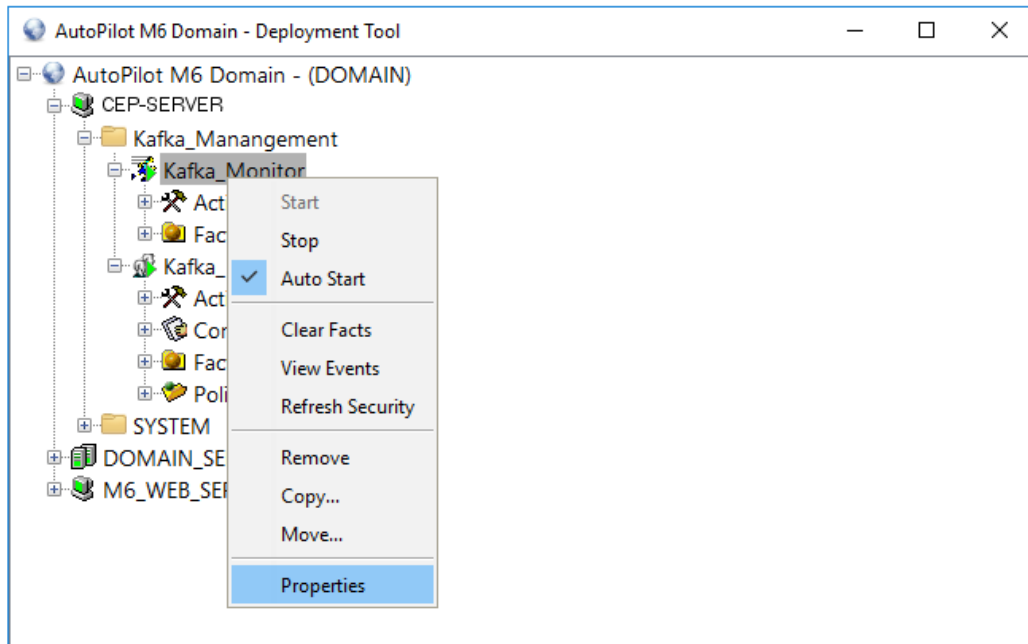 AutoPilot M6 Domain - Deployment Tool
AutoPilot M6 Domain - (DOMAIN)
CEP-SERVER
Kafka_Manangement
Kafka_Monitor
Act
Fac
Kafka_
Act
Cor
Fac
Poli
SYSTEM
DOMAIN_SE
M6_WEB_SER
Start
Stop
Auto Start
Clear Facts
View Events
Refresh Security
Remove
Copy...
Move...
Properties